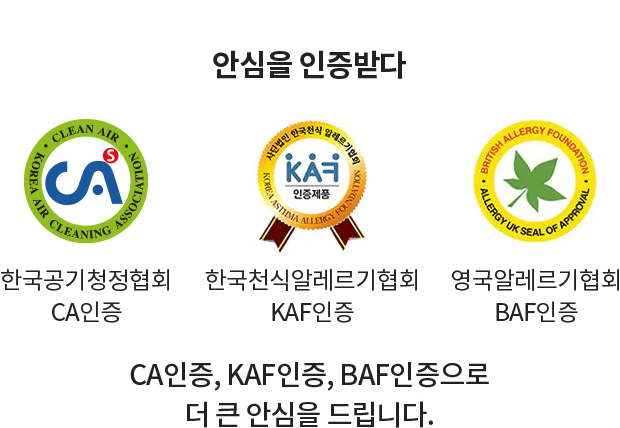 안심을 인증받다
CLEAN AIR
KOREA AIR CLEANING ASSOCIATION
CA S
사단법인 한국천식 알레르기협회
KAF
인증제품
KOREA ASTHMA ALLERGY FOUNDATION
BRITISH ALLERGY FOUNDATION
ALLERGY UK SEAL OF APPROVAL
한국공기청정협회
CA인증
한국천식알레르기협회
KAF인증
영국알레르기협회
BAF인증
CA인증, KAF인증, BAF인증으로
더 큰 안심을 드립니다.